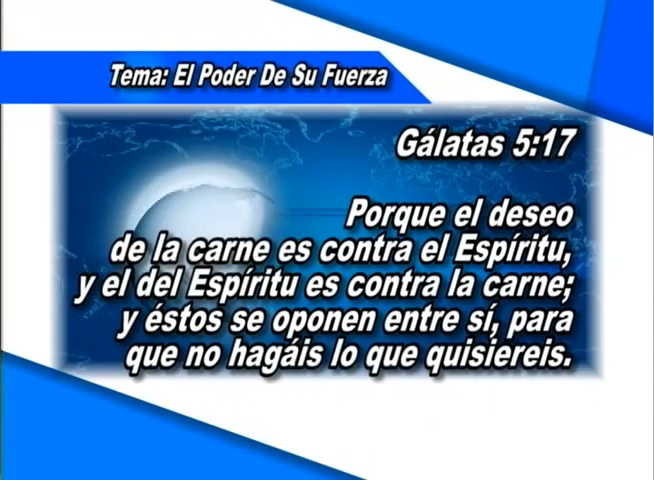 Tema: El Poder De Su Fuerza
Gálatas 5:17
Porque el deseo
de la carne es contra el Espíritu,
y el del Espíritu es contra la carne;
y éstos se oponen entre sí, para
que no hagáis lo que quisiereis.